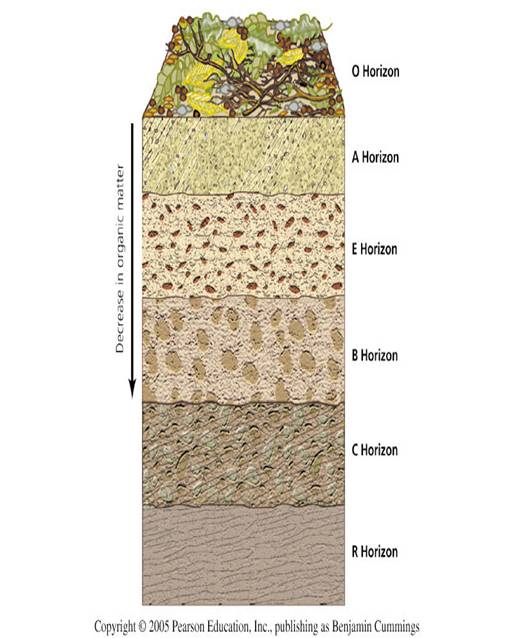 O Horizon
A Horizon
Decrease in organic matter
E Horizon
B Horizon
C Horizon
R Horizon
Copyright © 2005 Pearson Education, Inc., publishing as Benjamin Cummings